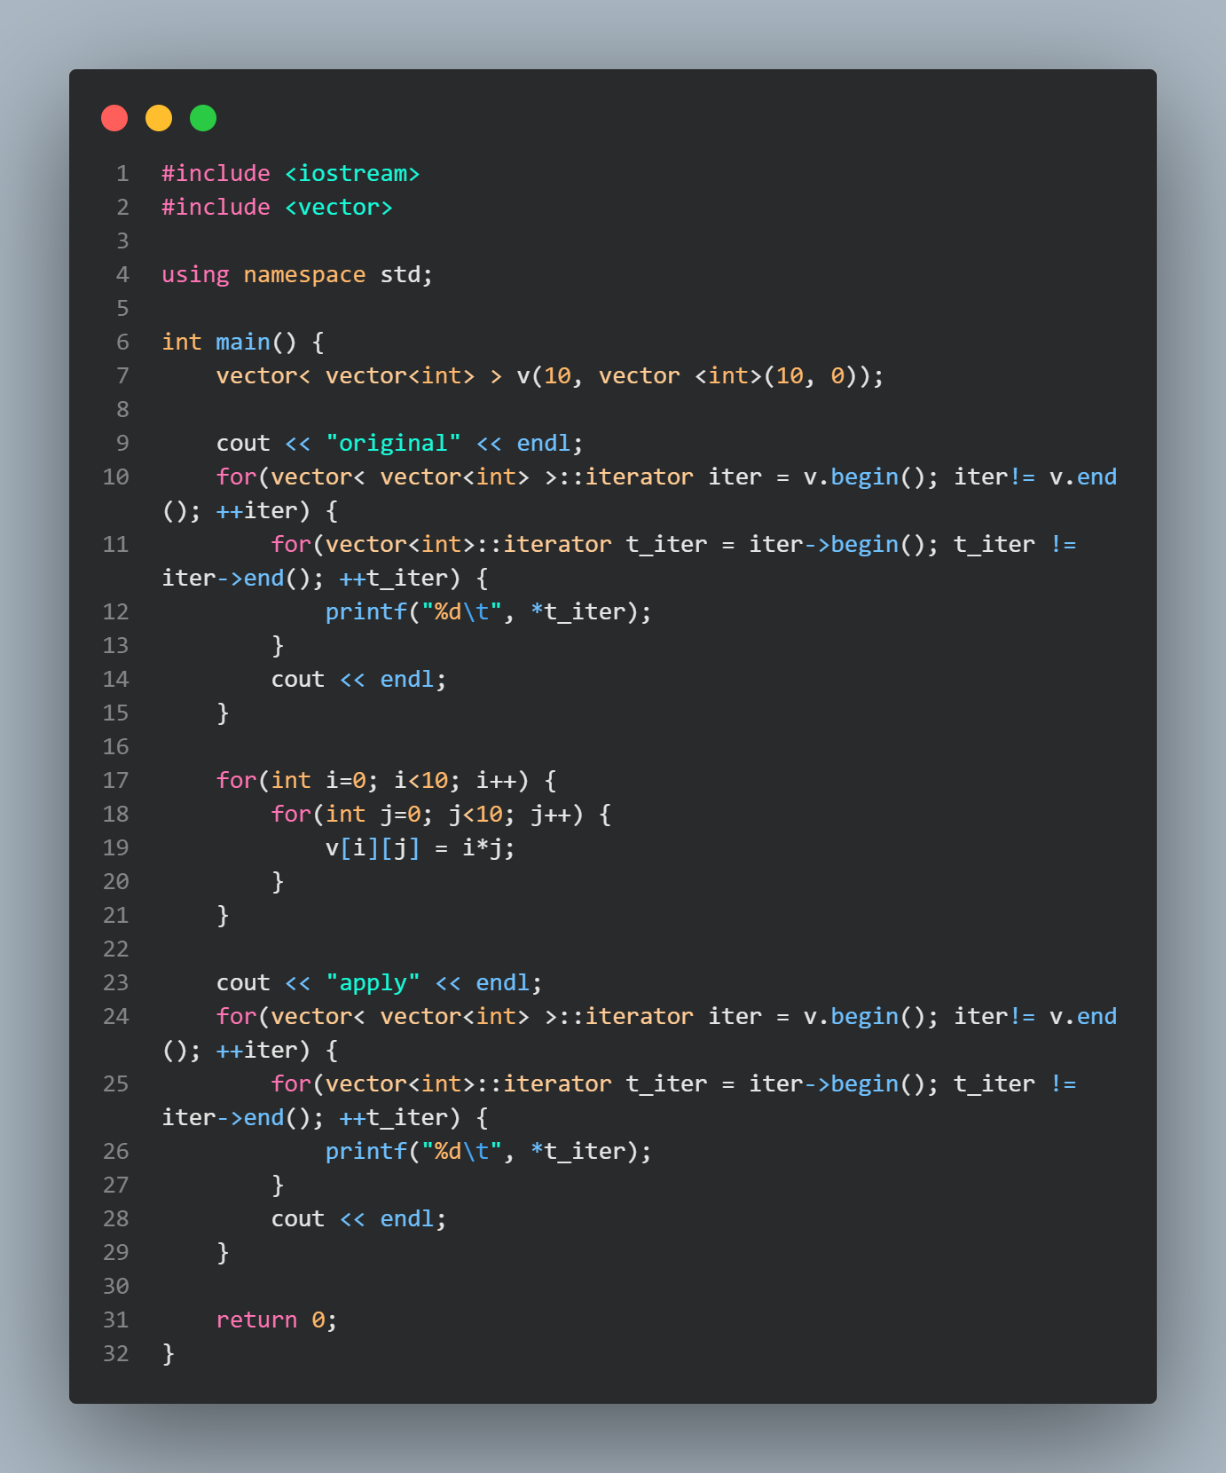 1 #include <iostream>
2 #include <vector>
3
4 using namespace std;
5
6 int main() {
7     vector< vector<int> > v(10, vector <int>(10, 0));
8
9     cout << "original" << endl;
10     for(vector< vector<int> >::iterator iter = v.begin(); iter!= v.end
(); ++iter) {
11         for(vector<int>::iterator t_iter = iter->begin(); t_iter !=
iter->end(); ++t_iter) {
12             printf("%d\t", *t_iter);
13         }
14         cout << endl;
15     }
16
17     for(int i=0; i<10; i++) {
18         for(int j=0; j<10; j++) {
19             v[i][j] = i*j;
20         }
21     }
22
23     cout << "apply" << endl;
24     for(vector< vector<int> >::iterator iter = v.begin(); iter!= v.end
(); ++iter) {
25         for(vector<int>::iterator t_iter = iter->begin(); t_iter !=
iter->end(); ++t_iter) {
26             printf("%d\t", *t_iter);
27         }
28         cout << endl;
29     }
30
31     return 0;
32 }